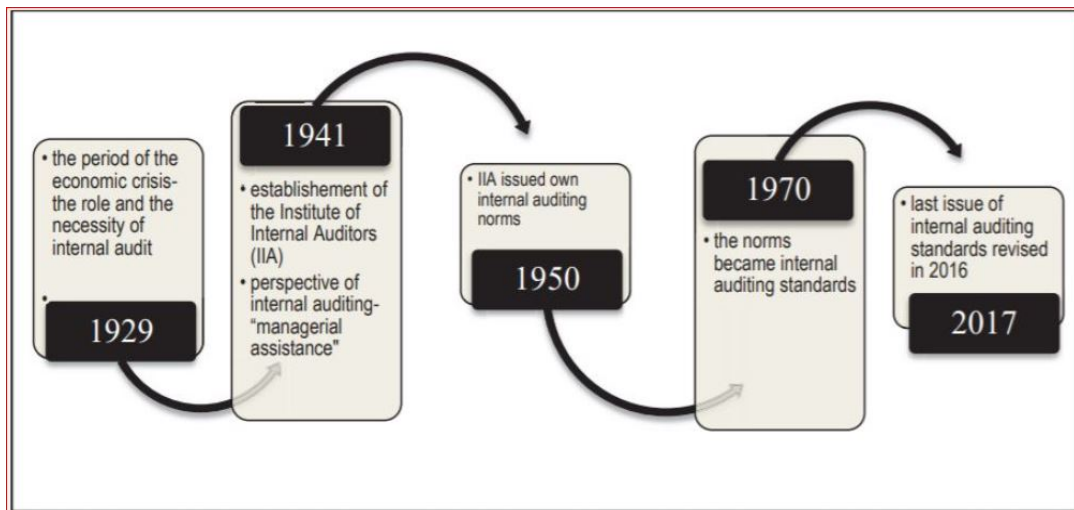 • the period of the
economic crisis-
the role and the
necessity of
internal audit
•
1929
1941
• establishement of
the Institute of
Internal Auditors
(IIA)
• perspective of
internal auditing-
“managerial
assistance"
• IIA issued own
internal auditing
norms
1950
1970
• the norms
became internal
auditing standards
• last issue of
internal auditing
standards revised
in 2016
2017